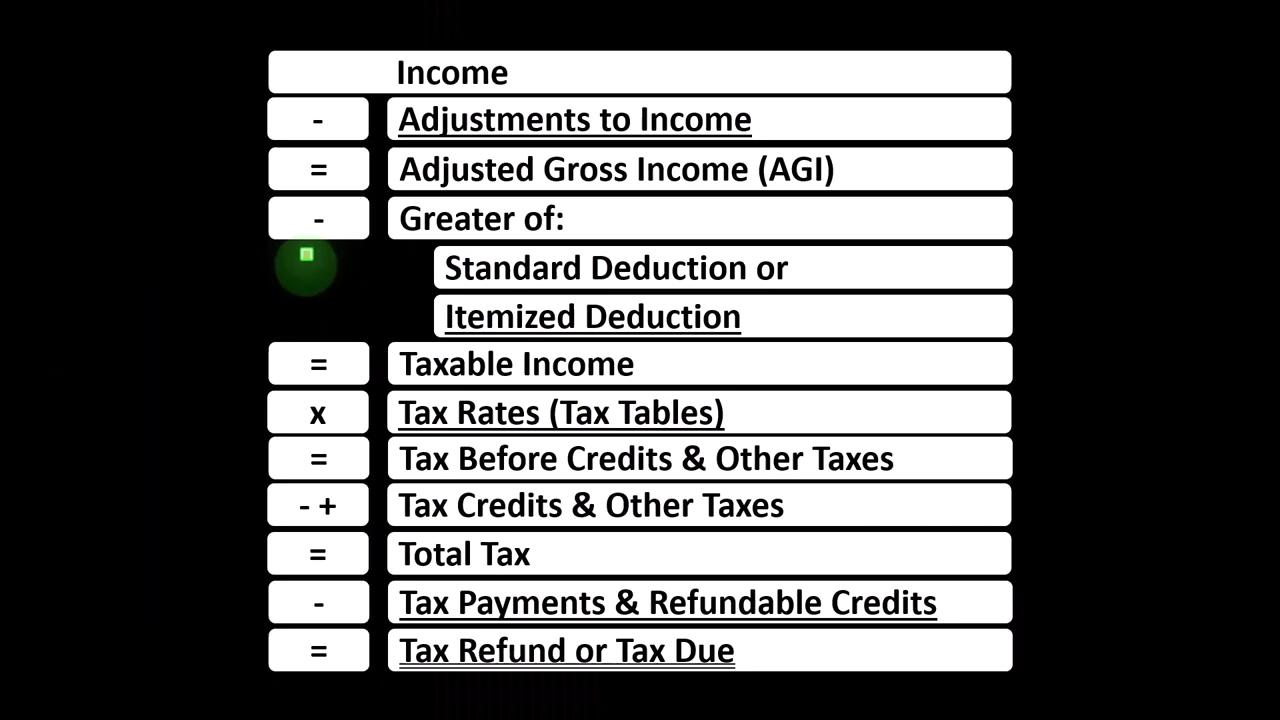 Income
- Adjustments to Income
= Adjusted Gross Income (AGI)
- Greater of:
Standard Deduction or
Itemized Deduction
= Taxable Income
x Tax Rates (Tax Tables)
= Tax Before Credits & Other Taxes
- + Tax Credits & Other Taxes
= Total Tax
- Tax Payments & Refundable Credits
= Tax Refund or Tax Due